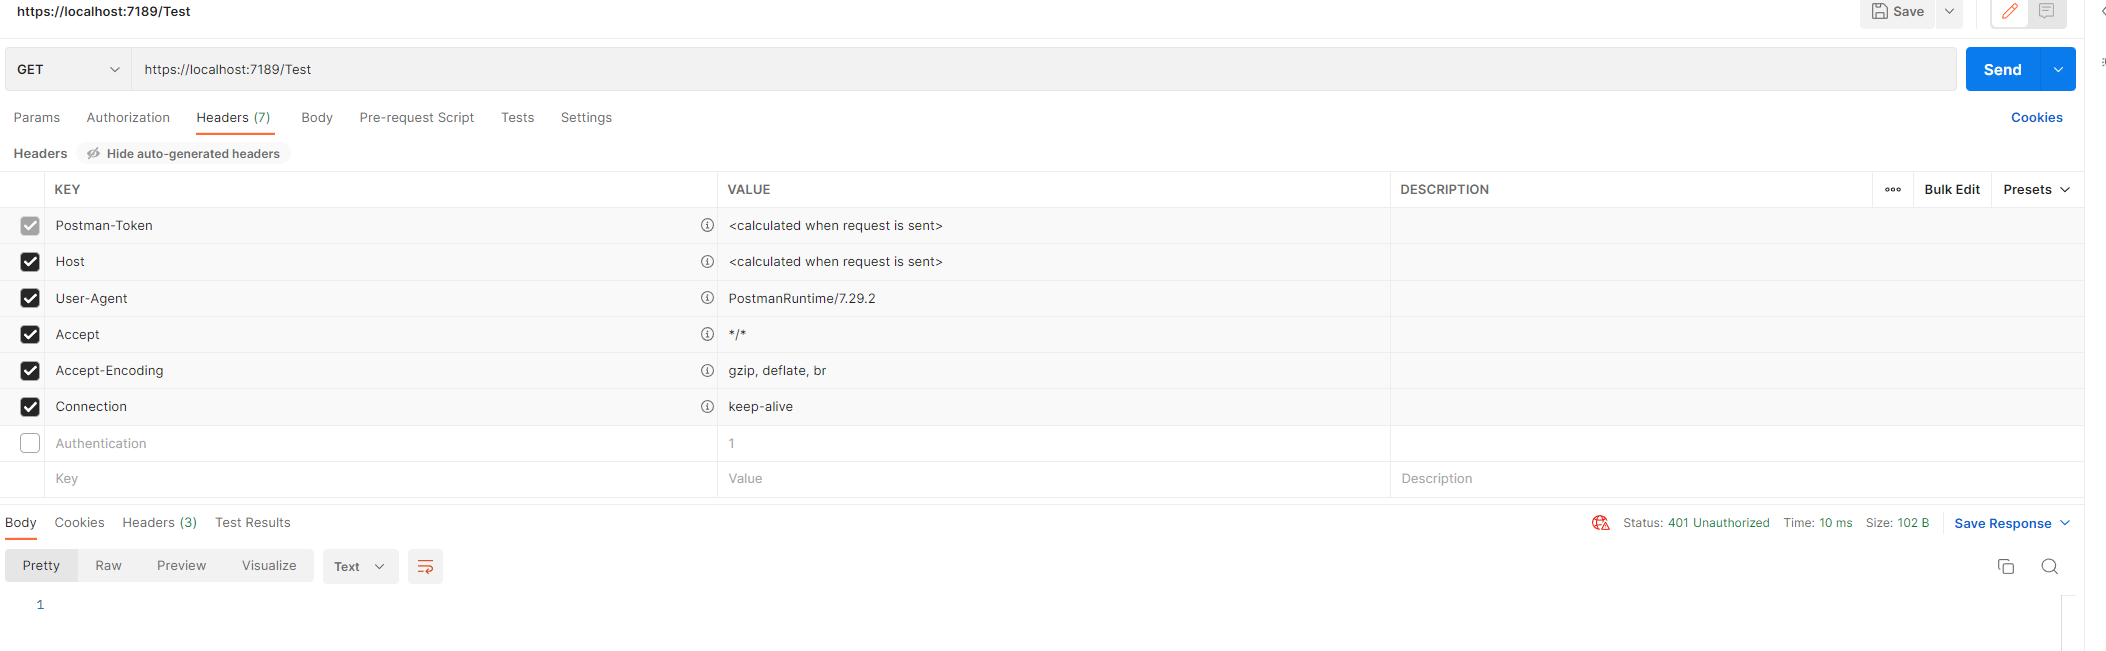 https://localhost:7189/Test
Save
GET
https://localhost:7189/Test
Send
Params Authorization Headers (7) Body Pre-request Script Tests Settings Cookies
Headers Hide auto-generated headers
KEY VALUE DESCRIPTION ooo Bulk Edit Presets
Postman-Token <calculated when request is sent>
Host <calculated when request is sent>
User-Agent PostmanRuntime/7.29.2
Accept */*
Accept-Encoding gzip, deflate, br
Connection keep-alive
Authentication 1
Key Value Description
Body Cookies Headers (3) Test Results Status: 401 Unauthorized Time: 10 ms Size: 102 B Save Response
Pretty Raw Preview Visualize Text
1